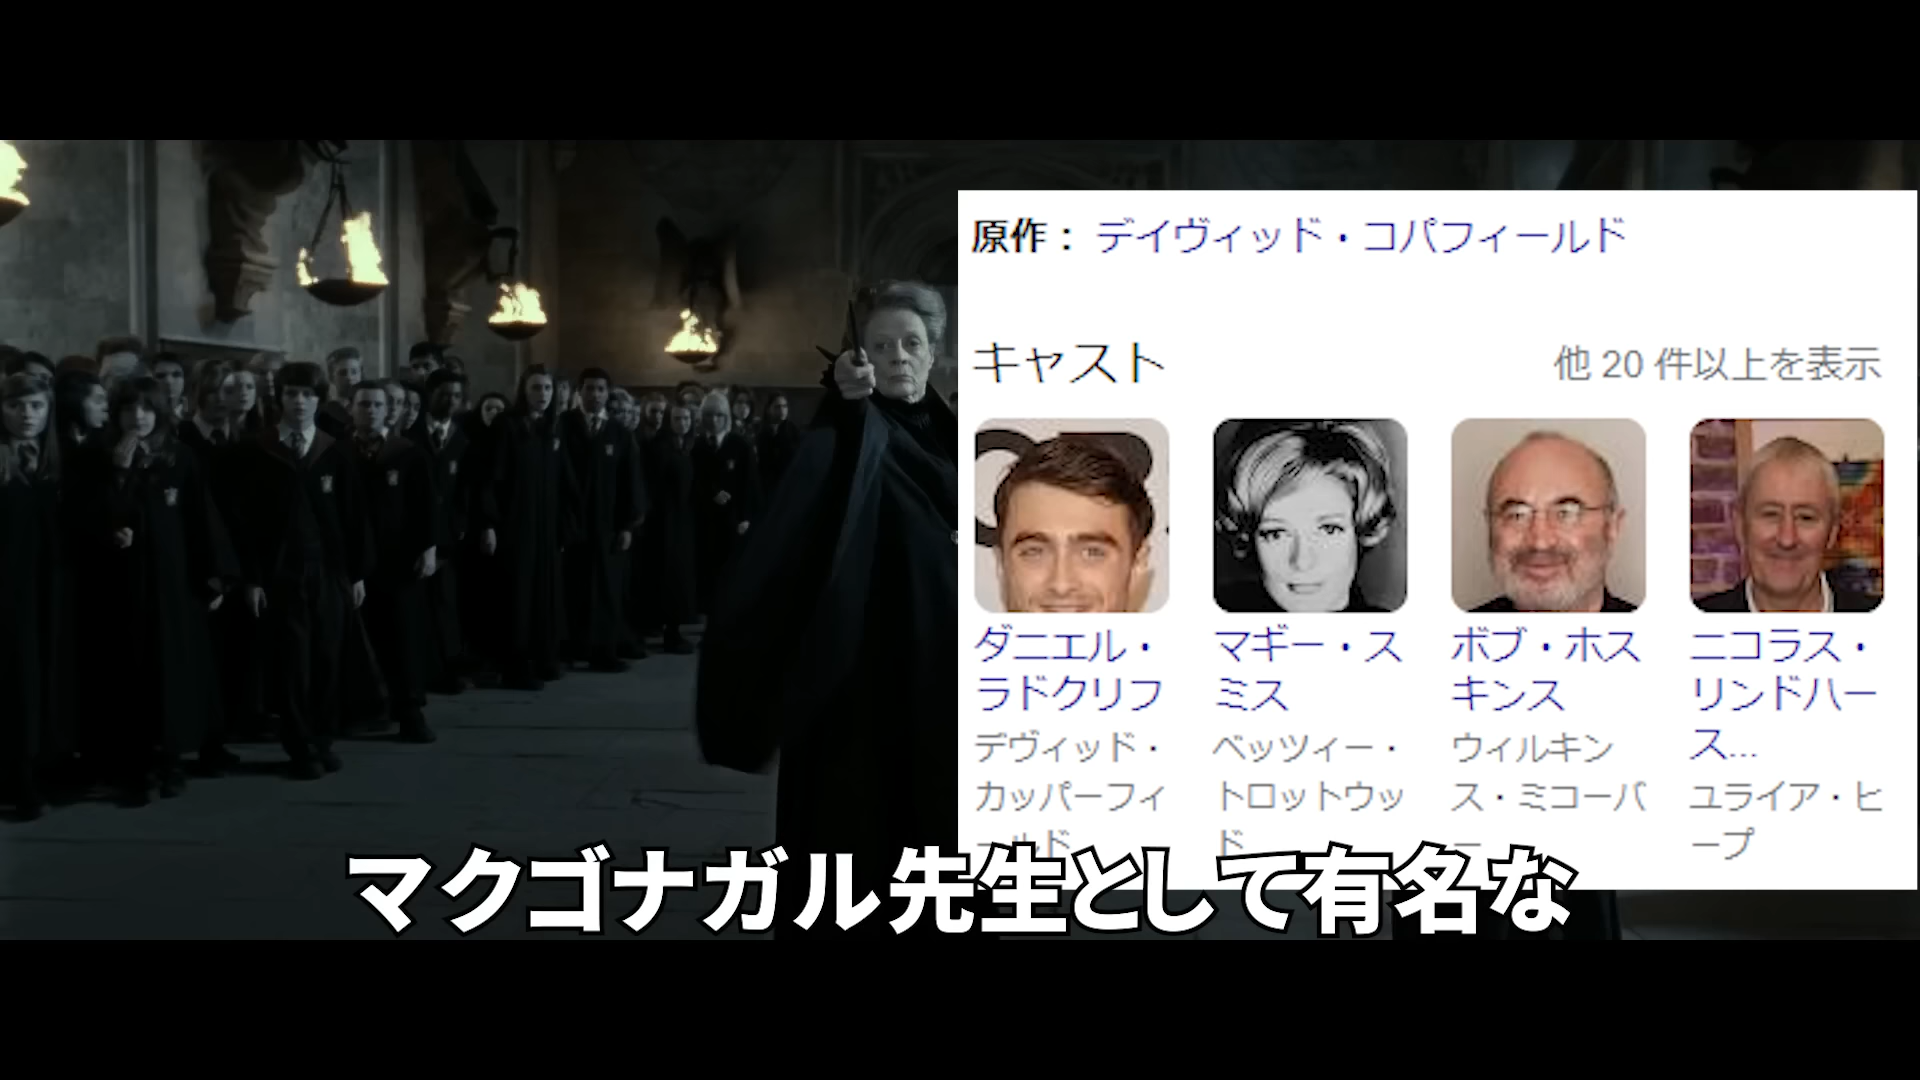 原作： デイヴィッド・コパフィールド
キャスト
他 20 件以上を表示
ダニエル・
ラドクリフ
デヴィッド・
カッパーフィ
ールド
マギー・ス
ミス
ベッツィー・
トロットウッ
ド
ボブ・ホス
キンス
ウィルキン
ス・ミコーバ
ー
ニコラス・
リンドハー
ス...
ユライア・ヒ
ープ
マクゴナガル先生として有名な